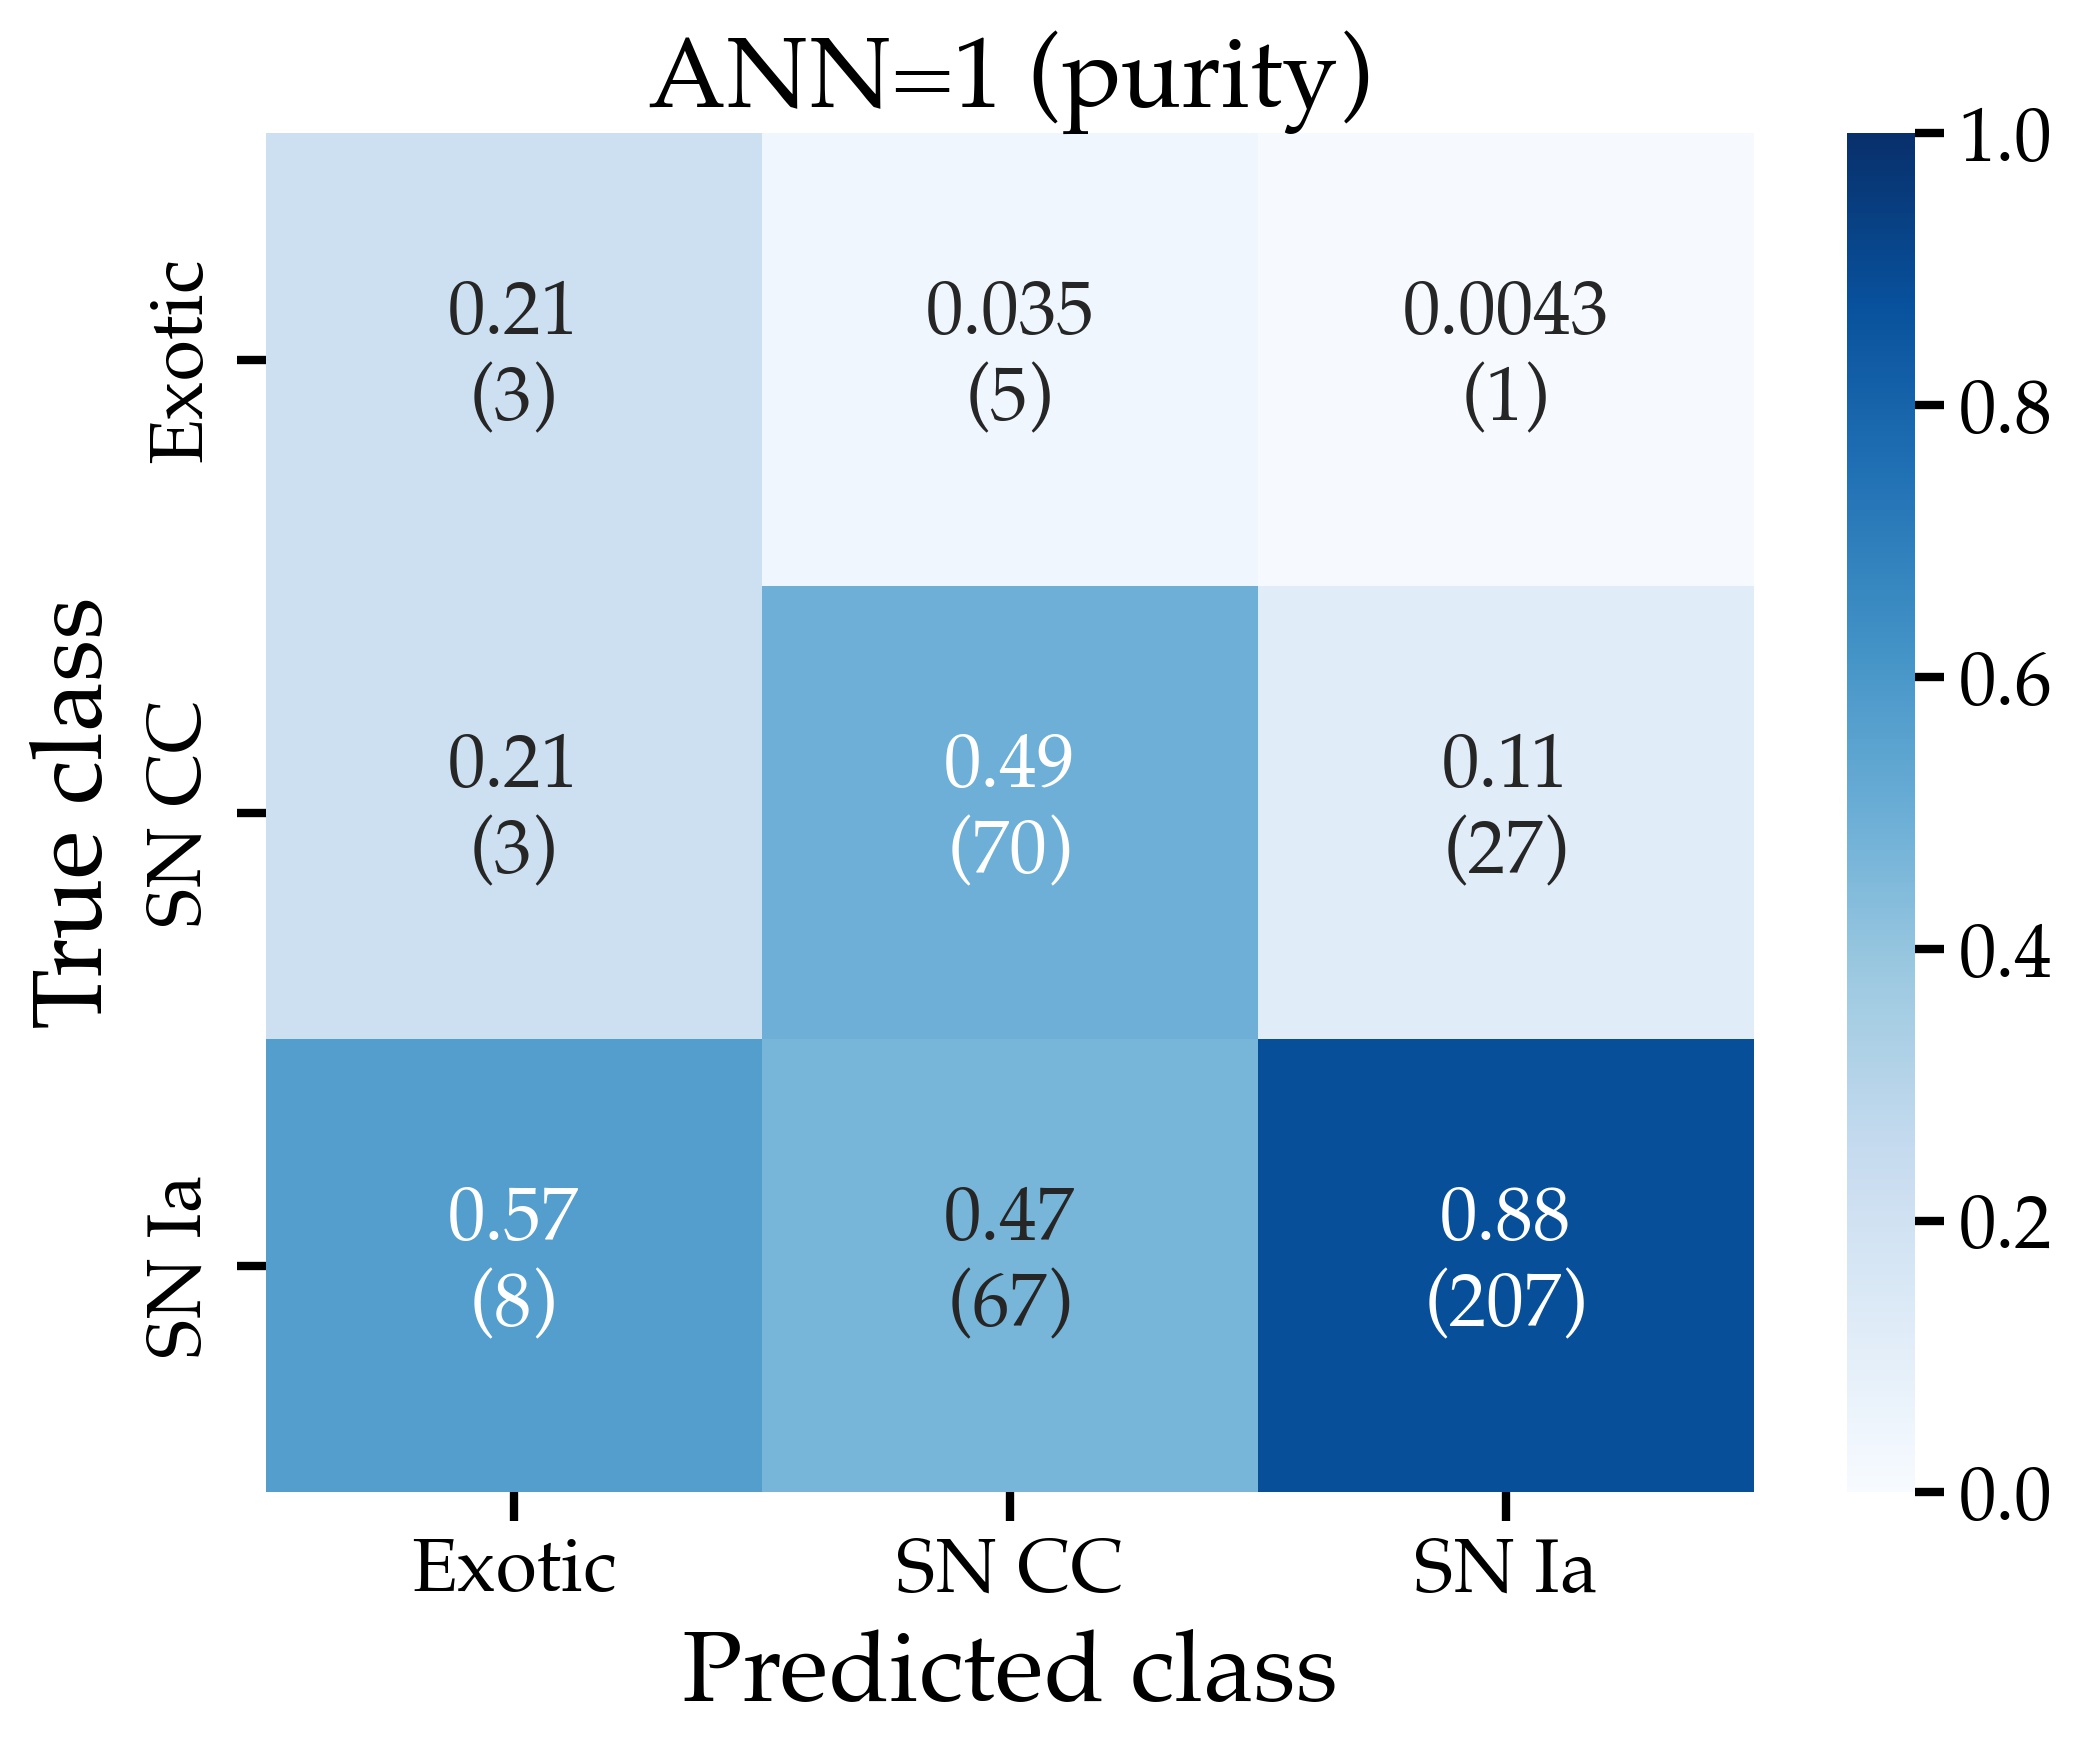 ANN=1 (purity)
True class
Exotic
0.21
(3)
0.035
(5)
0.0043
(1)
SN CC
0.21
(3)
0.49
(70)
0.11
(27)
SN Ia
0.57
(8)
0.47
(67)
0.88
(207)
Exotic
SN CC
SN Ia
Predicted class
1.0
0.8
0.6
0.4
0.2
0.0